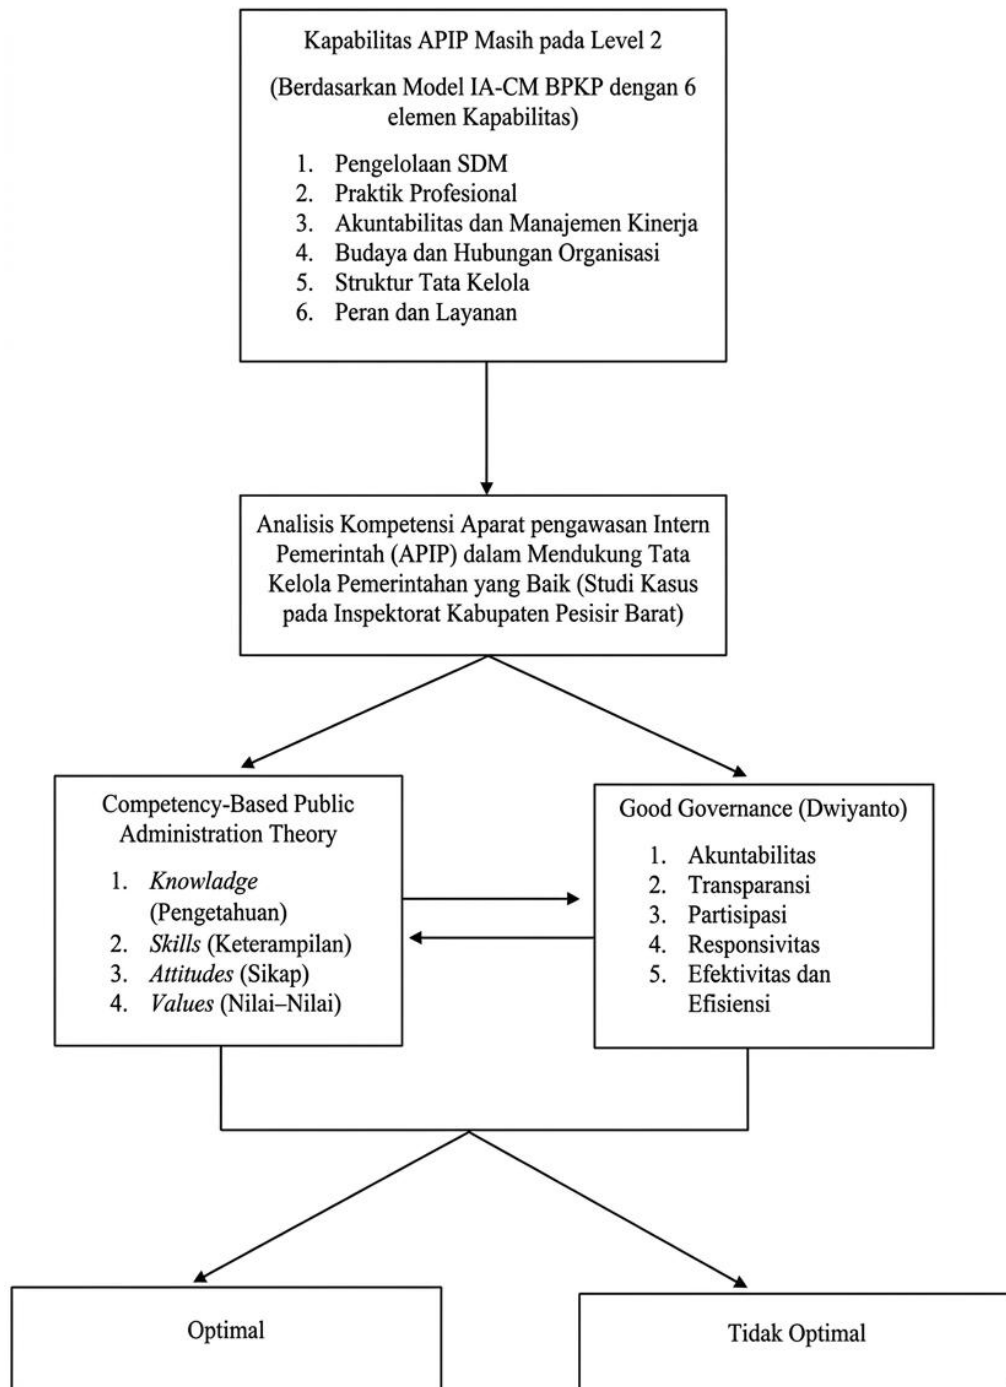 Kapabilitas APIP Masih pada Level 2
(Berdasarkan Model IA-CM BPKP dengan 6
elemen Kapabilitas)
1. Pengelolaan SDM
2. Praktik Profesional
3. Akuntabilitas dan Manajemen Kinerja
4. Budaya dan Hubungan Organisasi
5. Struktur Tata Kelola
6. Peran dan Layanan
Analisis Kompetensi Aparat pengawasan Intern
Pemerintah (APIP) dalam Mendukung Tata
Kelola Pemerintahan yang Baik (Studi Kasus
pada Inspektorat Kabupaten Pesisir Barat)
Competency-Based Public
Administration Theory
1. Knowladge
(Pengetahuan)
2. Skills (Keterampilan)
3. Attitudes (Sikap)
4. Values (Nilai–Nilai)
Good Governance (Dwiyanto)
1. Akuntabilitas
2. Transparansi
3. Partisipasi
4. Responsivitas
5. Efektivitas dan
Efisiensi
Optimal
Tidak Optimal